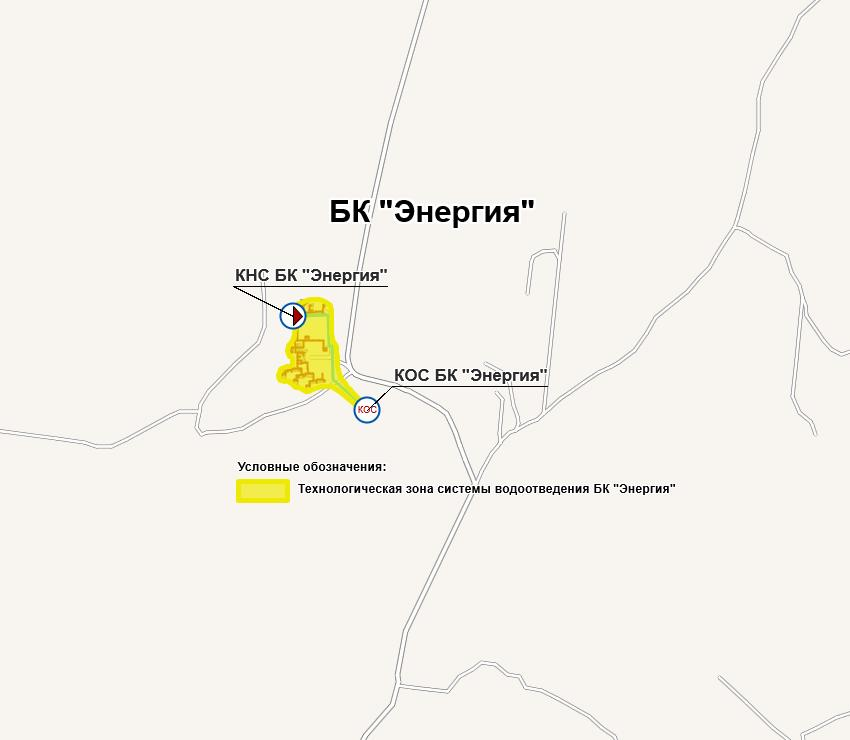 БК "Энергия"
КНС БК "Энергия"
КОС БК "Энергия"
КОС
Условные обозначения:
Технологическая зона системы водоотведения БК "Энергия"